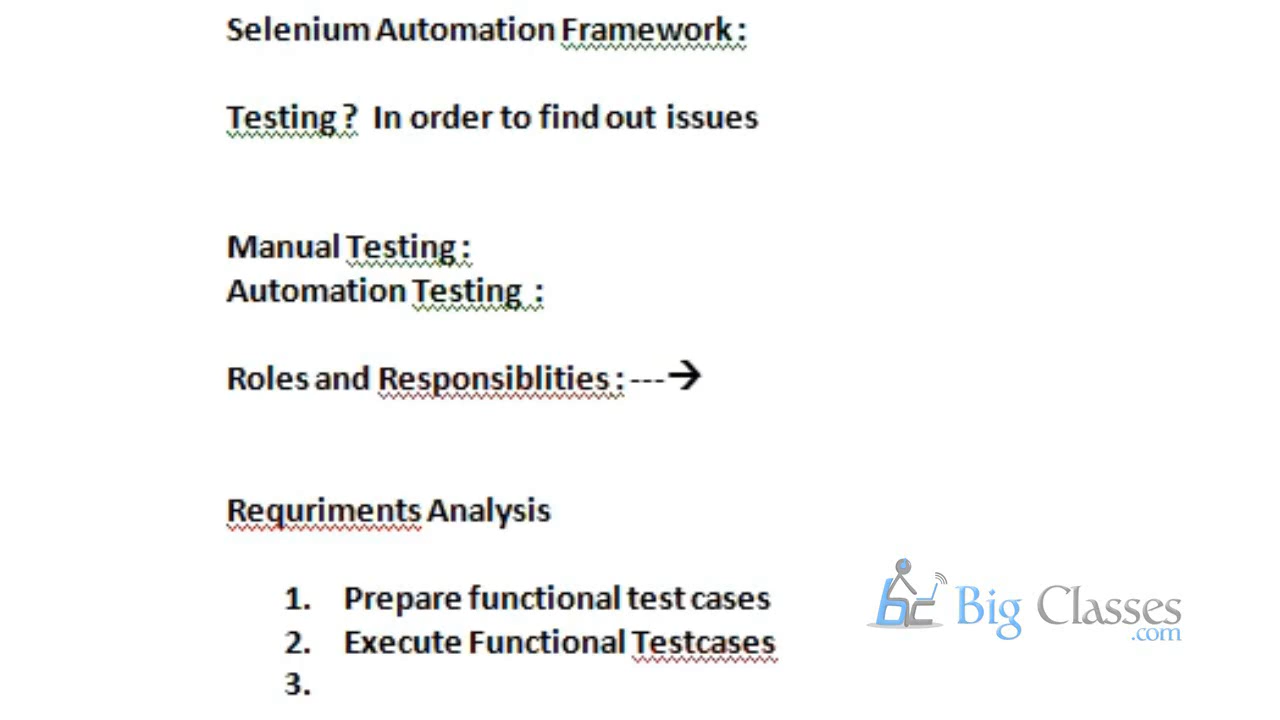 Selenium Automation Framework :
Testing ? In order to find out issues
Manual Testing :
Automation Testing :
Roles and Responsiblities : ---→
Requriments Analysis
1. Prepare functional test cases
2. Execute Functional Testcases
3.
bc Big Classes
.com